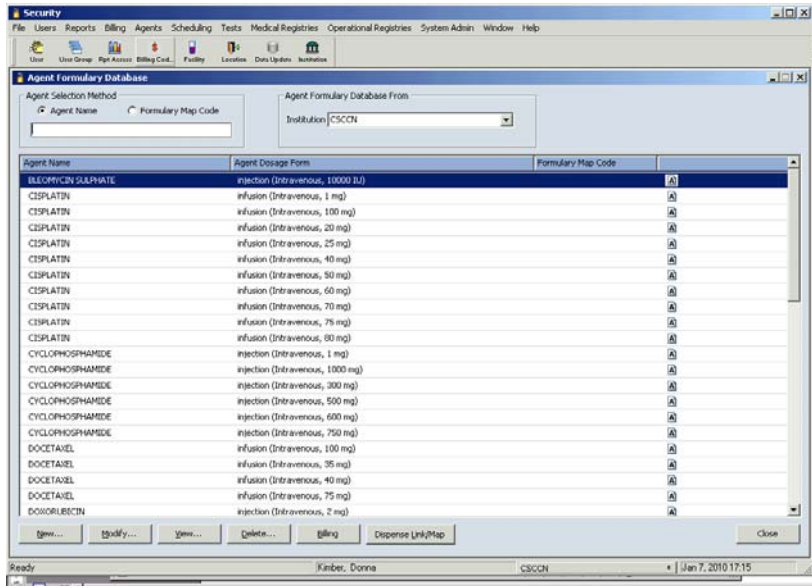 Security
File Users Reports Billing Agents Scheduling Tests Medical Registries Operational Registries System Admin Window Help
User User Group Rpt Access Billing Cod.. Facility Location Data Update Institution
Agent Formulary Database
Agent Selection Method Agent Formulary Database From
Agent Name Formulary Map Code
Institution CSCCN
Agent Name Agent Dosage Form Formulary Map Code
BLEOMYCIN SULPHATE injection (Intravenous, 10000 IU) A
CISPLATIN infusion (Intravenous, 1 mg) A
CISPLATIN infusion (Intravenous, 100 mg) A
CISPLATIN infusion (Intravenous, 20 mg) A
CISPLATIN infusion (Intravenous, 25 mg) A
CISPLATIN infusion (Intravenous, 40 mg) A
CISPLATIN infusion (Intravenous, 50 mg) A
CISPLATIN infusion (Intravenous, 60 mg) A
CISPLATIN infusion (Intravenous, 70 mg) A
CISPLATIN infusion (Intravenous, 75 mg) A
CISPLATIN infusion (Intravenous, 80 mg) A
CYCLOPHOSPHAMIDE injection (Intravenous, 1 mg) A
CYCLOPHOSPHAMIDE injection (Intravenous, 1000 mg) A
CYCLOPHOSPHAMIDE injection (Intravenous, 300 mg) A
CYCLOPHOSPHAMIDE injection (Intravenous, 500 mg) A
CYCLOPHOSPHAMIDE injection (Intravenous, 600 mg) A
CYCLOPHOSPHAMIDE injection (Intravenous, 750 mg) A
DOCETAXEL infusion (Intravenous, 100 mg) A
DOCETAXEL infusion (Intravenous, 35 mg) A
DOCETAXEL infusion (Intravenous, 40 mg) A
DOCETAXEL infusion (Intravenous, 75 mg) A
DOXORUBICIN injection (Intravenous, 2 mg) A
New... Modify... View... Delete... Billing Dispense Link/Map Close
Ready Kimber, Donna CSCCN Jan 7, 2010 17:15